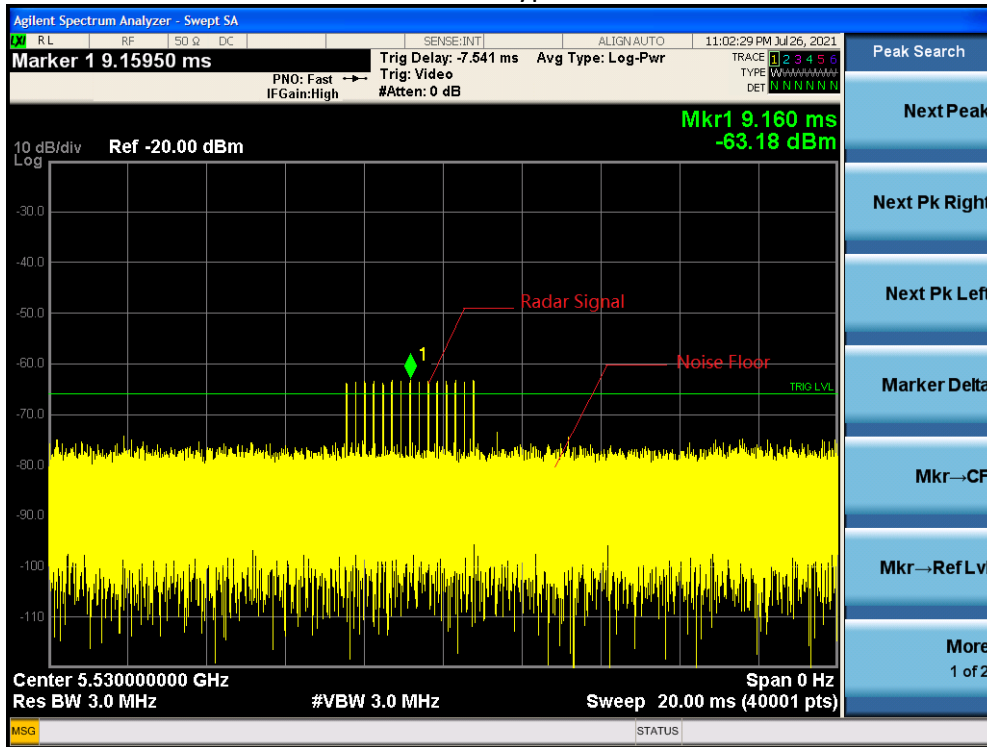 Agilent Spectrum Analyzer - Swept SA
LXI RL RF 50 Ω DC SENSE:INT ALIGN AUTO 11:02:29 PM Jul 26, 2021
Marker 1 9.15950 ms
PNO: Fast
IFGain:High
Trig Delay: -7.541 ms
Trig: Video
#Atten: 0 dB
Avg Type: Log-Pwr
TRACE 1 2 3 4 5 6
TYPE WWWWWW
DET N N N N N N
Mkr1 9.160 ms
-63.18 dBm
10 dB/div Ref -20.00 dBm
Log
-30.0
-40.0
-50.0
-60.0
-70.0
-80.0
-90.0
-100
-110
Radar Signal
1
Noise Floor
TRIG LVL
Center 5.530000000 GHz Span 0 Hz
Res BW 3.0 MHz #VBW 3.0 MHz Sweep 20.00 ms (40001 pts)
MSG STATUS
Peak Search
Next Peak
Next Pk Right
Next Pk Left
Marker Delta
Mkr→CF
Mkr→Ref Lvl
More
1 of 2